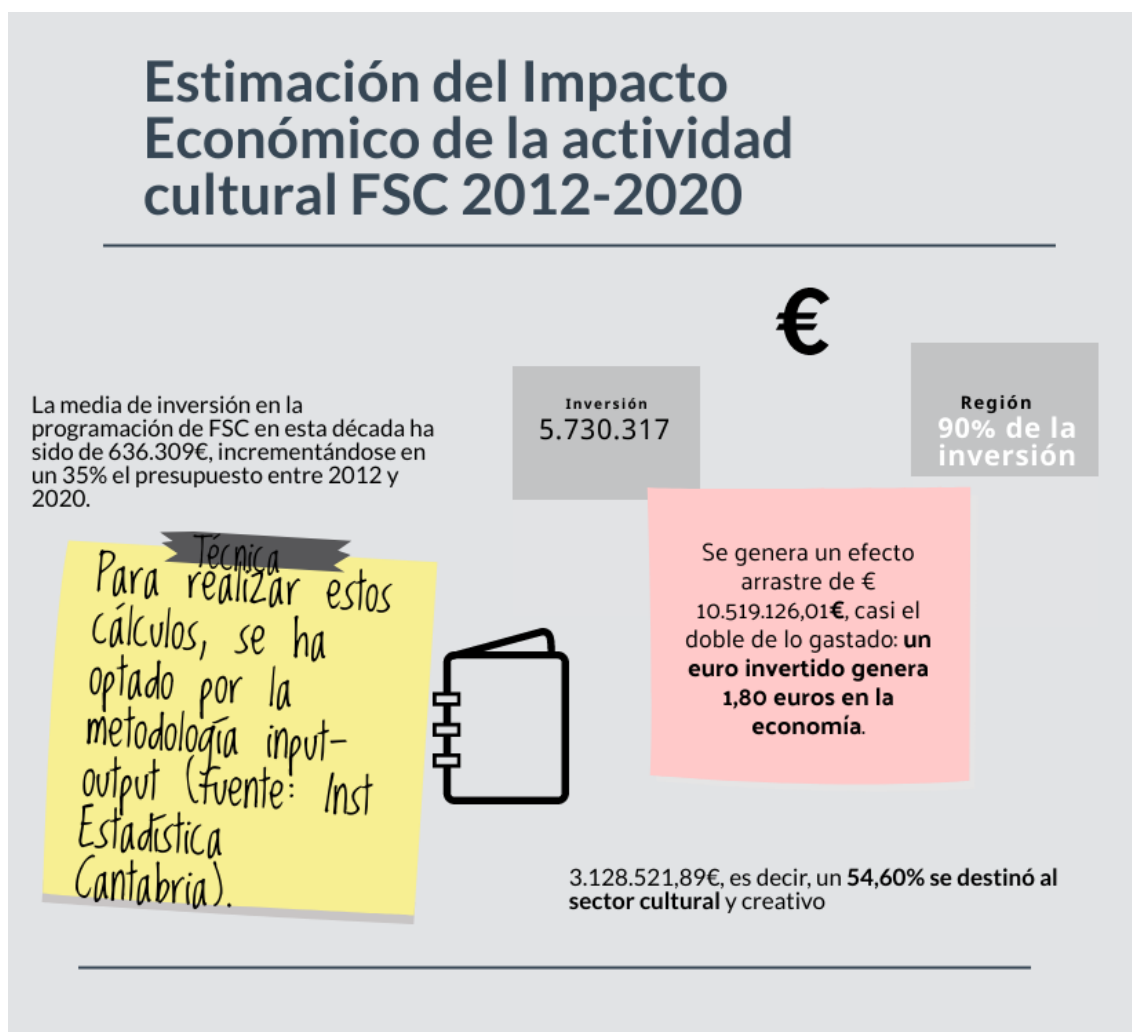 Estimación del Impacto
Económico de la actividad
cultural FSC 2012-2020
€
La media de inversión en la
programación de FSC en esta década ha
sido de 636.309€, incrementándose en
un 35% el presupuesto entre 2012 y
2020.
Inversión
5.730.317
Región
90% de la
inversión
Técnica
Para realizar estos
cálculos, se ha
optado por la
metodología input-
output (fuente: Inst
Estadística
Cantabria).
Se genera un efecto
arrastre de €
10.519.126,01€, casi el
doble de lo gastado: un
euro invertido genera
1,80 euros en la
economía.
3.128.521,89€, es decir, un 54,60% se destinó al
sector cultural y creativo